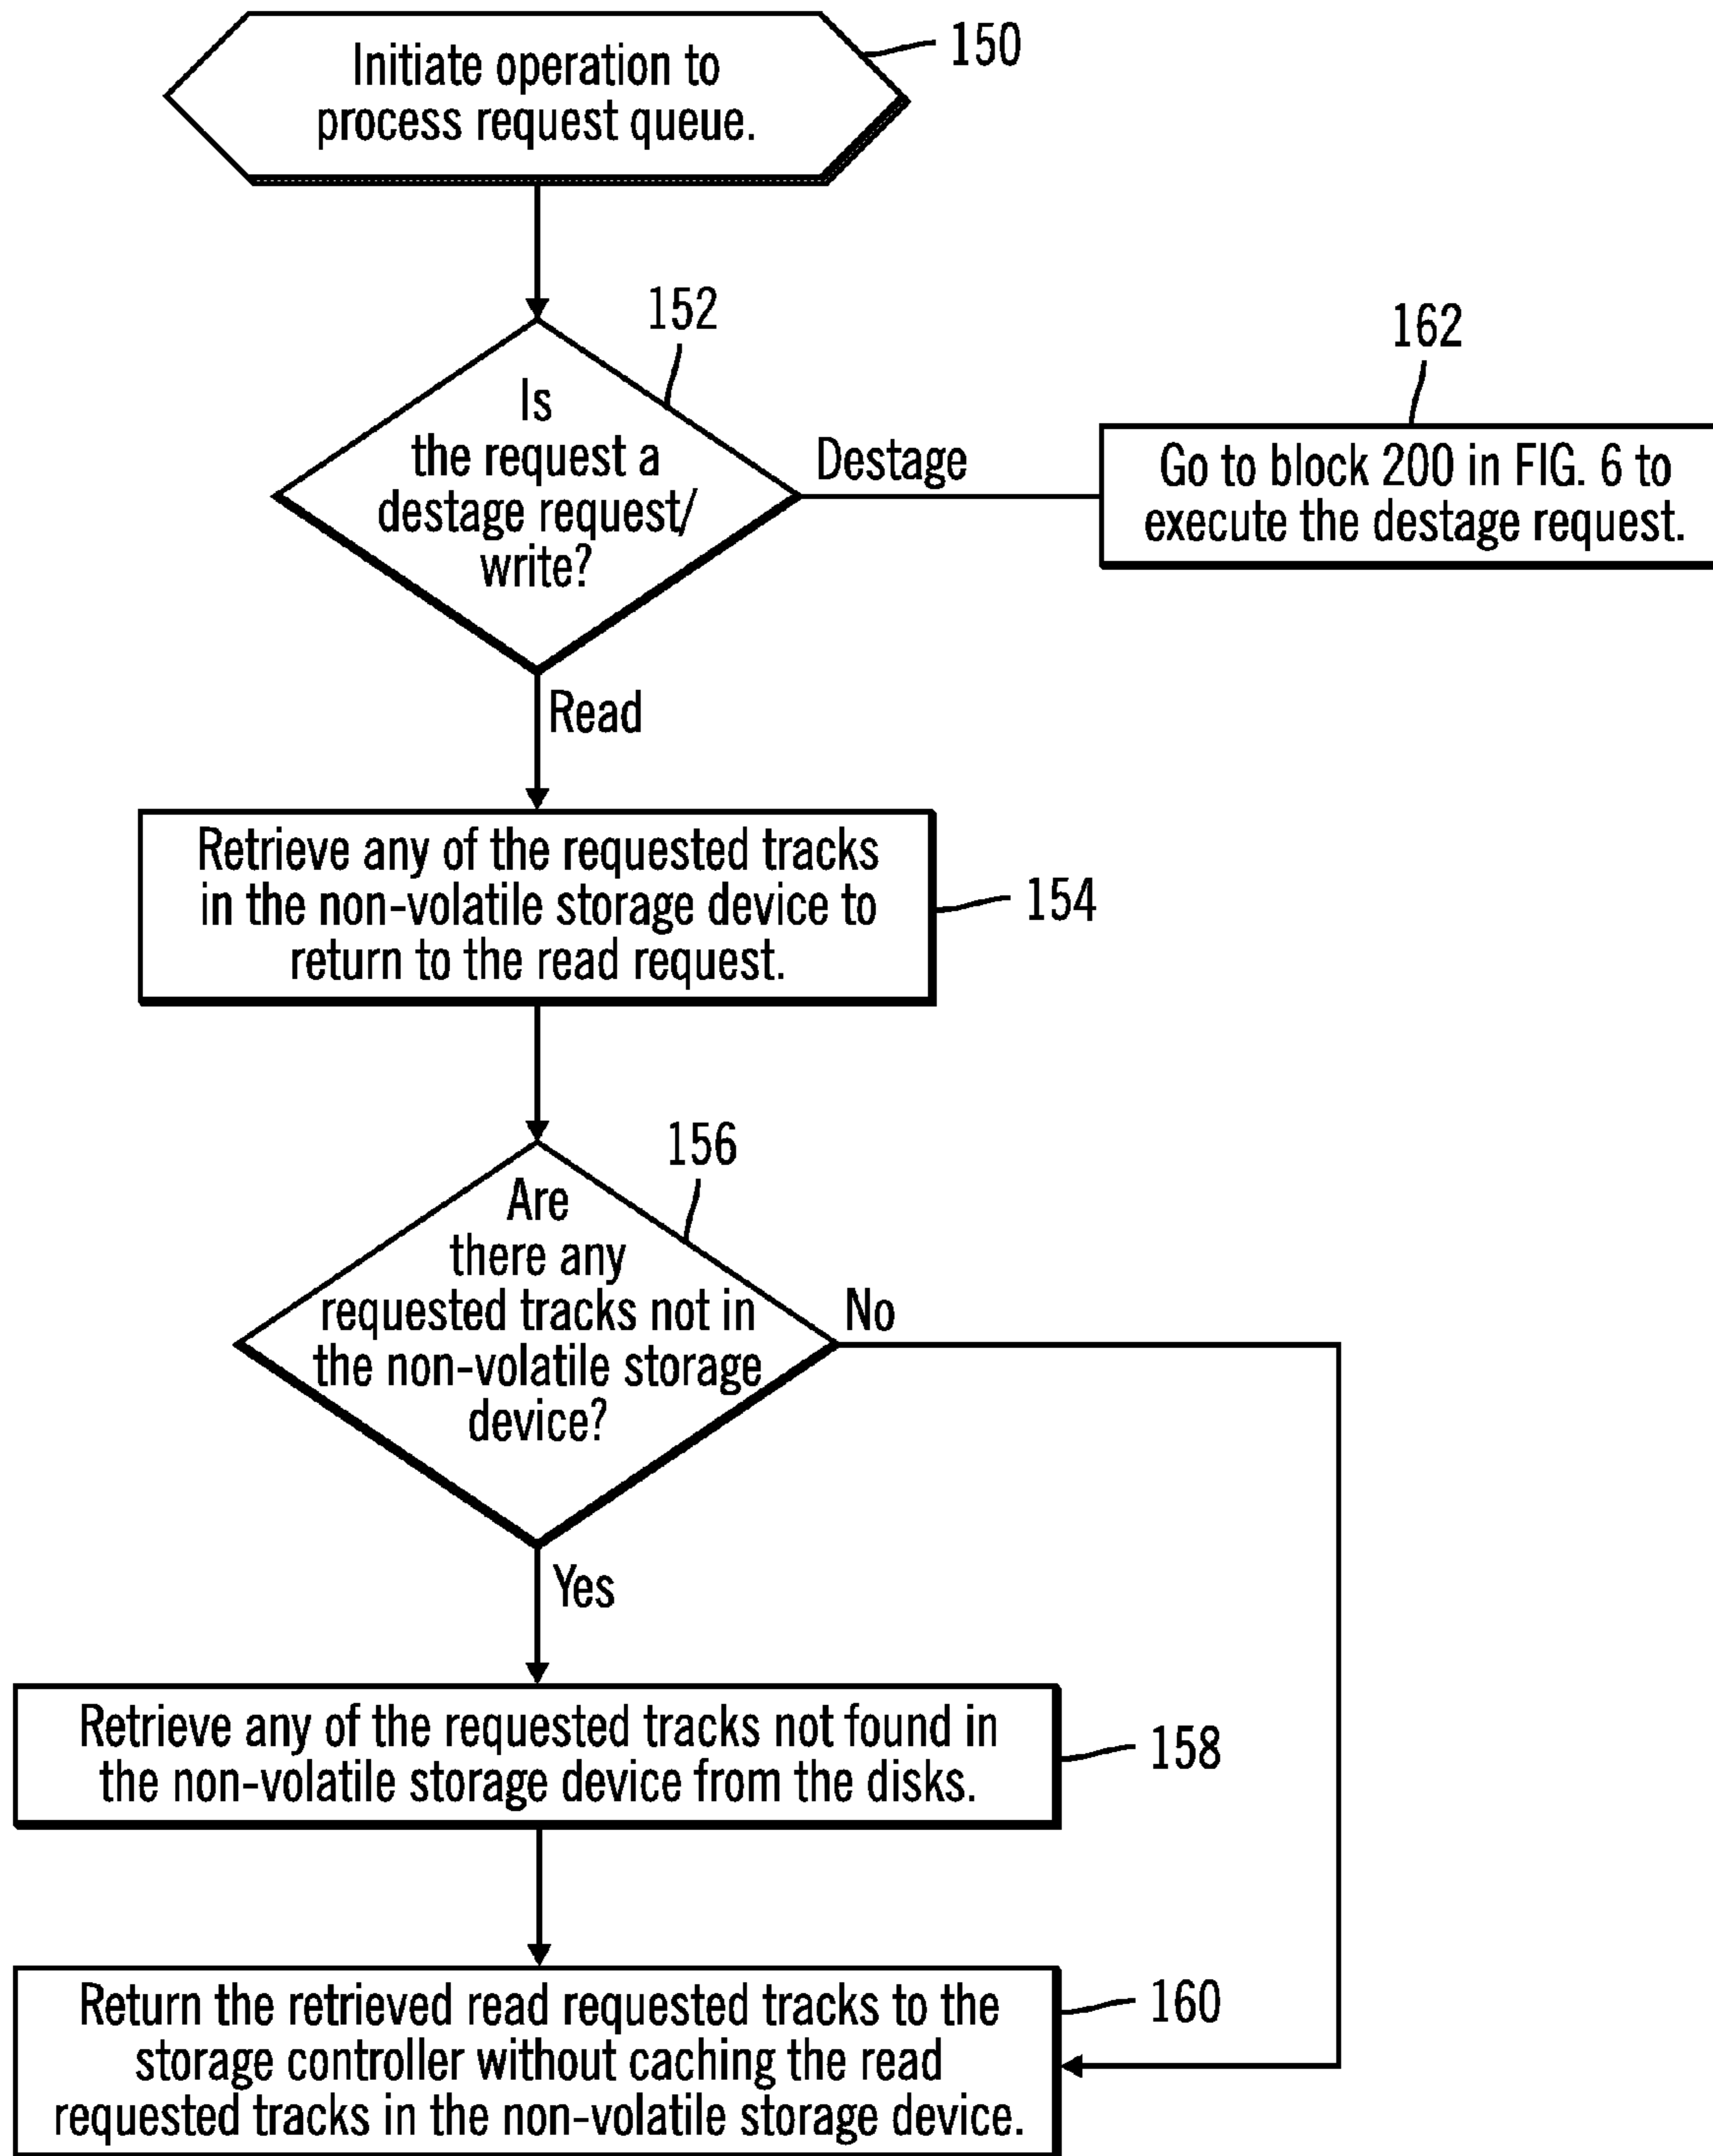 Initiate operation to
process request queue.
150
152
Is
the request a
destage request/
write?
Destage
162
Go to block 200 in FIG. 6 to
execute the destage request.
Read
Retrieve any of the requested tracks
in the non-volatile storage device to
return to the read request.
154
156
Are
there any
requested tracks not in
the non-volatile storage
device?
No
Yes
Retrieve any of the requested tracks not found in
the non-volatile storage device from the disks.
158
Return the retrieved read requested tracks to the
storage controller without caching the read
requested tracks in the non-volatile storage device.
160